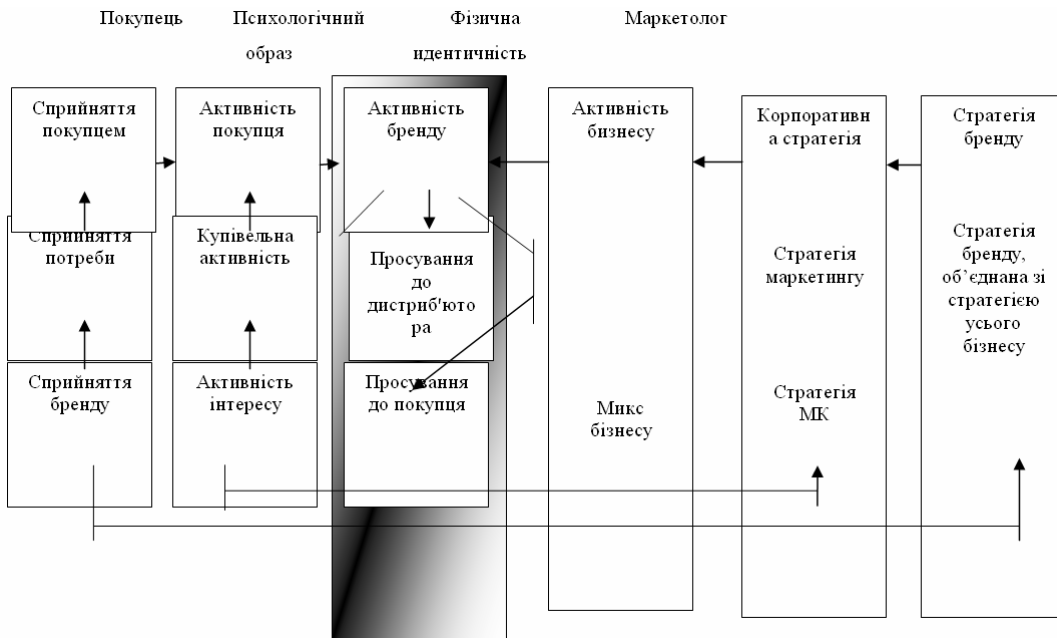 Покупець
Психологічний
образ
Фізична
идентичність
Маркетолог
Сприйняття
покупцем
Активність
покупця
Активність
бренду
Активність
бизнесу
Корпоративн
а стратегія
Стратегія
бренду
Сприйняття
потреби
Купівельна
активність
Просування
до
дистриб'юто
ра
Стратегія
маркетингу
Стратегія
бренду,
об’єднана зі
стратегією
усього
бізнесу
Сприйняття
бренду
Активність
інтересу
Просування
до покупця
Микс
бізнесу
Стратегія
МК